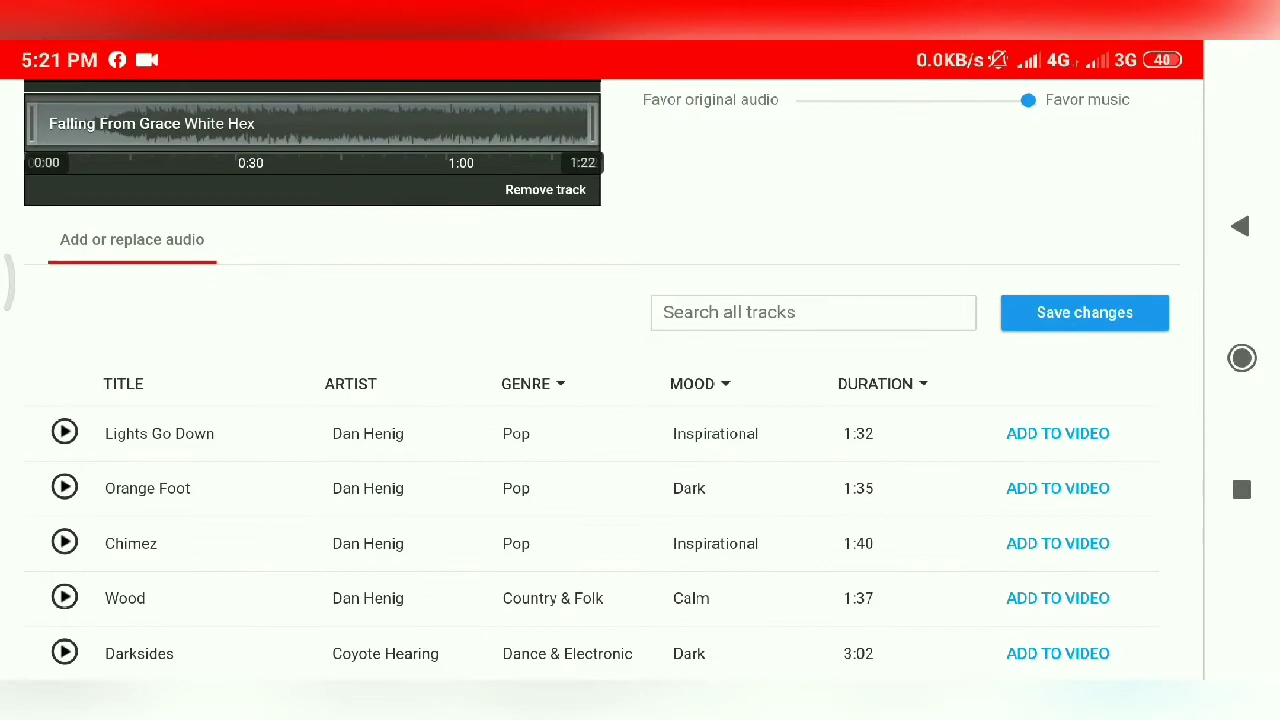 5:21 PM 0.0KB/s 4G 3G 40
Favor original audio Favor music
Falling From Grace White Hex
0:00 0:30 1:00 1:22
Remove track
Add or replace audio
Search all tracks Save changes
TITLE ARTIST GENRE MOOD DURATION
Lights Go Down Dan Henig Pop Inspirational 1:32 ADD TO VIDEO
Orange Foot Dan Henig Pop Dark 1:35 ADD TO VIDEO
Chimez Dan Henig Pop Inspirational 1:40 ADD TO VIDEO
Wood Dan Henig Country & Folk Calm 1:37 ADD TO VIDEO
Darksides Coyote Hearing Dance & Electronic Dark 3:02 ADD TO VIDEO